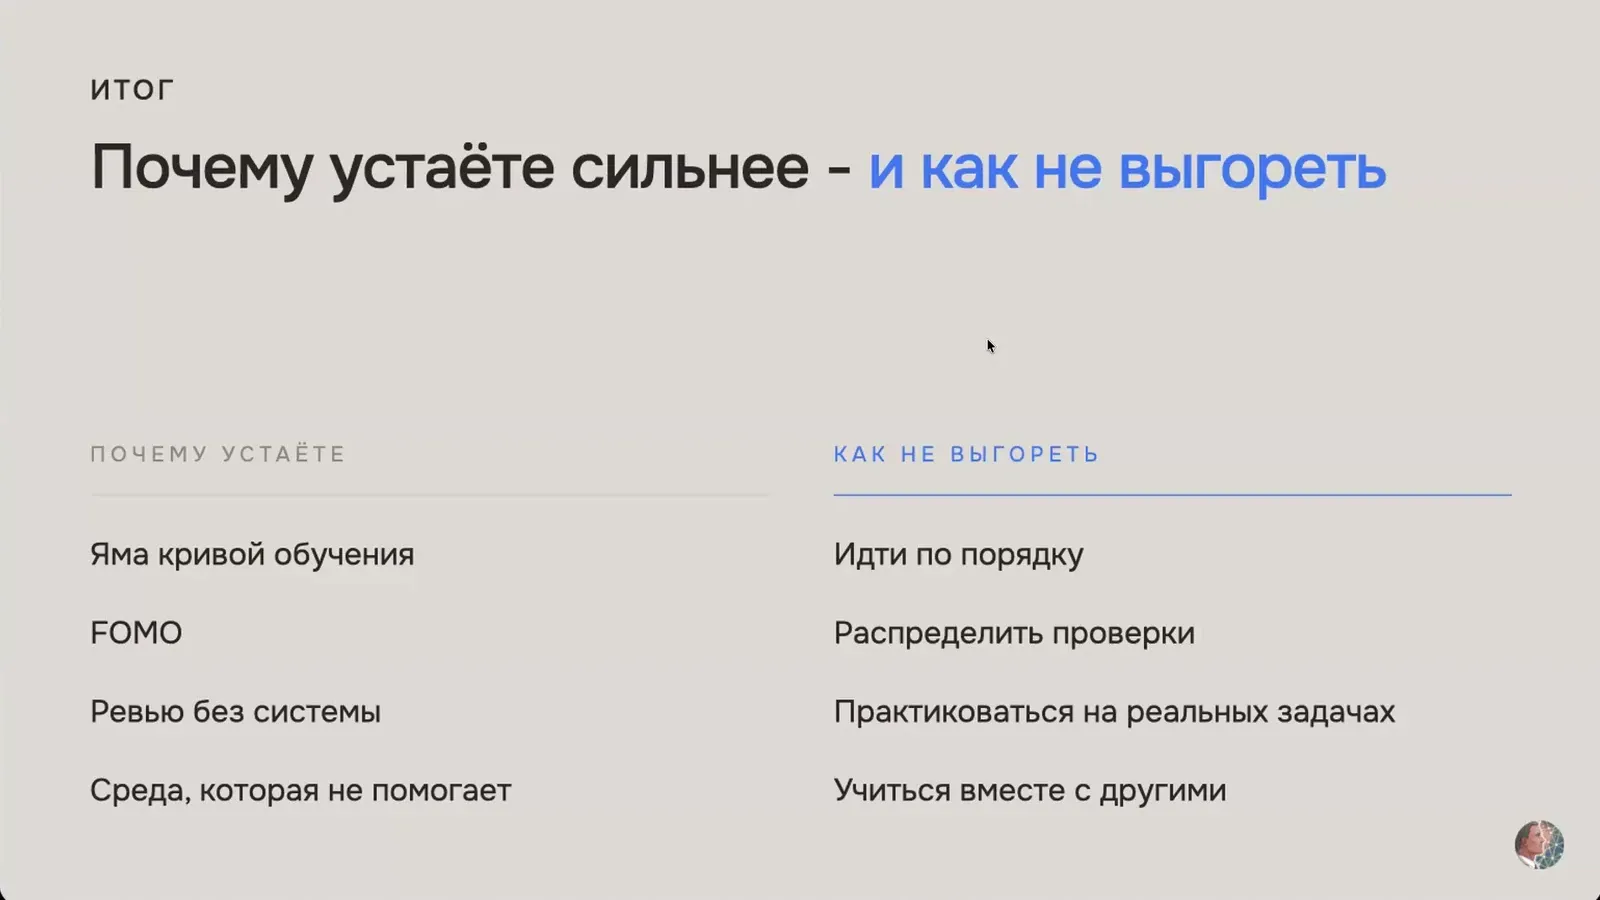 ИТОГ
Почему устаёте сильнее - и как не выгореть
ПОЧЕМУ УСТАЁТЕ
Яма кривой обучения
FOMO
Ревью без системы
Среда, которая не помогает
КАК НЕ ВЫГОРЕТЬ
Идти по порядку
Распределить проверки
Практиковаться на реальных задачах
Учиться вместе с другими